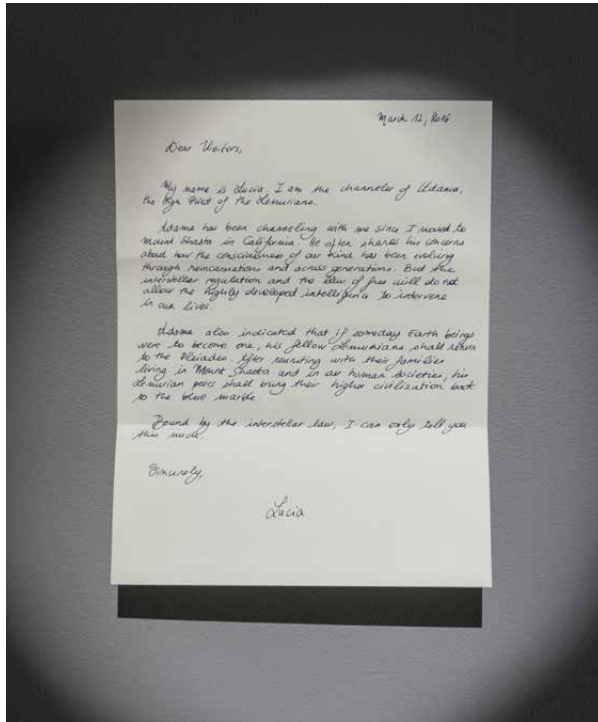 March 12, 2016
Dear Visitors,
My name is Lucia, I am the channeler of Adama,
the High Priest of the Lemurians.
Adama has been channeling with me since I moved to
Mount Shasta in California. He often shares his concerns
about how the consciousness of our kind has been evolving
through reincarnations and across generations. But the
interstellar regulation and the law of free will do not
allow the highly developed intelligence to intervene
in our lives.
Adama also indicated that if someday Earth beings
were to become one, his fellow Lemurians shall return
to the Pleiades. After reuniting with their families
living in Mount Shasta and in our human societies, his
Lemurian peers shall bring their higher civilization back
to the blue marble.
Bound by the interstellar law, I can only tell you
this much.
Sincerely,
Lucia